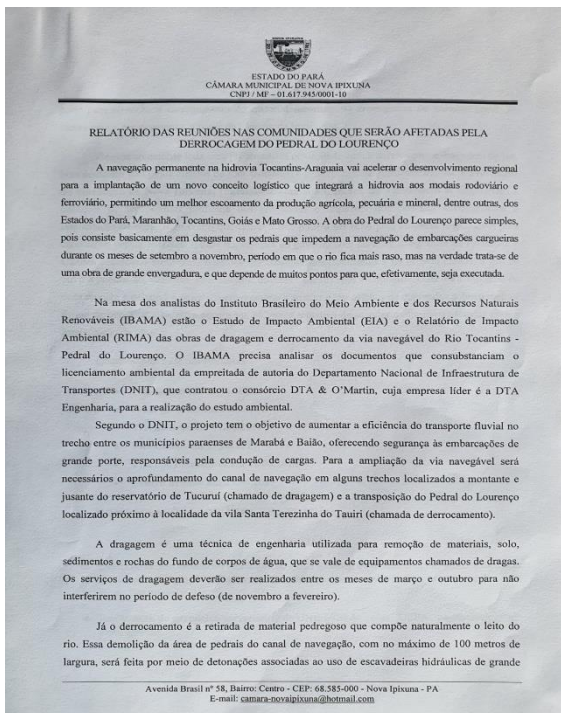 ESTADO DO PARÁ
CÂMARA MUNICIPAL DE NOVA IPIXUNA
CNPJ / MF – 01.617.945/0001-10
RELATÓRIO DAS REUNIÕES NAS COMUNIDADES QUE SERÃO AFETADAS PELA
DERROCAGEM DO PEDRAL DO LOURENÇO
A navegação permanente na hidrovia Tocantins-Araguaia vai acelerar o desenvolvimento regional
para a implantação de um novo conceito logístico que integrará a hidrovia aos modais rodoviário e
ferroviário, permitindo um melhor escoamento da produção agrícola, pecuária e mineral, dentre outras, dos
Estados do Pará, Maranhão, Tocantins, Goiás e Mato Grosso. A obra do Pedral do Lourenço parece simples,
pois consiste basicamente em desgastar os pedrais que impedem a navegação de embarcações cargueiras
durante os meses de setembro a novembro, período em que o rio fica mais raso, mas na verdade trata-se de
uma obra de grande envergadura, e que depende de muitos pontos para que, efetivamente, seja executada.
Na mesa dos analistas do Instituto Brasileiro do Meio Ambiente e dos Recursos Naturais
Renováveis (IBAMA) estão o Estudo de Impacto Ambiental (EIA) e o Relatório de Impacto
Ambiental (RIMA) das obras de dragagem e derrocamento da via navegável do Rio Tocantins -
Pedral do Lourenço. O IBAMA precisa analisar os documentos que consubstanciam o
licenciamento ambiental da empreitada de autoria do Departamento Nacional de Infraestrutura de
Transportes (DNIT), que contratou o consórcio DTA & O’Martin, cuja empresa líder é a DTA
Engenharia, para a realização do estudo ambiental.
Segundo o DNIT, o projeto tem o objetivo de aumentar a eficiência do transporte fluvial no
trecho entre os municípios paraenses de Marabá e Baião, oferecendo segurança às embarcações de
grande porte, responsáveis pela condução de cargas. Para a ampliação da via navegável será
necessários o aprofundamento do canal de navegação em alguns trechos localizados a montante e
jusante do reservatório de Tucuruí (chamado de dragagem) e a transposição do Pedral do Lourenço
localizado próximo à localidade da vila Santa Terezinha do Tauiri (chamada de derrocamento).
A dragagem é uma técnica de engenharia utilizada para remoção de materiais, solo,
sedimentos e rochas do fundo de corpos de água, que se vale de equipamentos chamados de dragas.
Os serviços de dragagem deverão ser realizados entre os meses de março e outubro para não
interferirem no período de defeso (de novembro a fevereiro).
Já o derrocamento é a retirada de material pedregoso que compõe naturalmente o leito do
rio. Essa demolição da área de pedrais do canal de navegação, com no máximo de 100 metros de
largura, será feita por meio de detonações associadas ao uso de escavadeiras hidráulicas de grande
Avenida Brasil nº 58, Bairro: Centro - CEP: 68.585-000 - Nova Ipixuna - PA
E-mail: camara-novaipixuna@hotmail.com